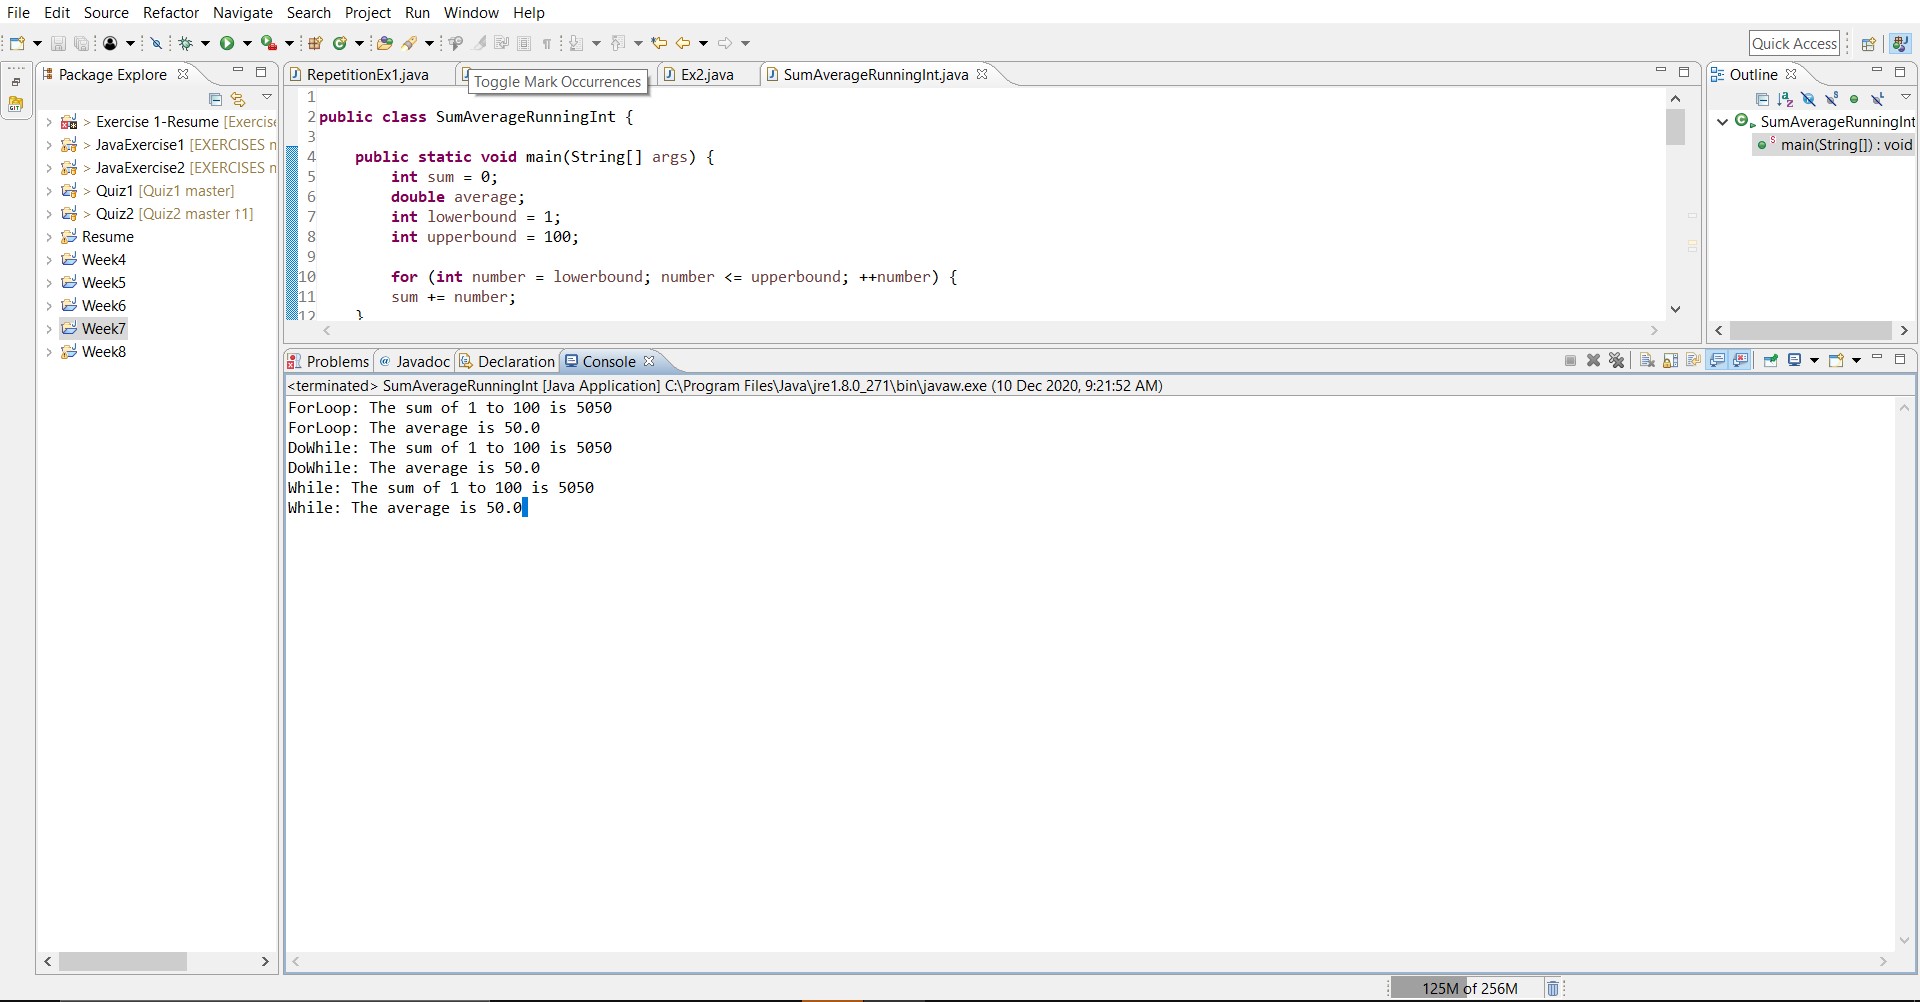 File Edit Source Refactor Navigate Search Project Run Window Help
Quick Access
Package Explore
> Exercise 1-Resume [Exercise
> JavaExercise1 [EXERCISES n
> JavaExercise2 [EXERCISES n
> Quiz1 [Quiz1 master]
> Quiz2 [Quiz2 master ↑1]
Resume
Week4
Week5
Week6
Week7
Week8
RepetitionEx1.java Ex2.java SumAverageRunningInt.java
Toggle Mark Occurrences
1
2 public class SumAverageRunningInt {
3
4 public static void main(String[] args) {
5 int sum = 0;
6 double average;
7 int lowerbound = 1;
8 int upperbound = 100;
9
10 for (int number = lowerbound; number <= upperbound; ++number) {
11 sum += number;
12 }
Outline
SumAverageRunningInt
main(String[]) : void
Problems @ Javadoc Declaration Console
<terminated> SumAverageRunningInt [Java Application] C:\Program Files\Java\jre1.8.0_271\bin\javaw.exe (10 Dec 2020, 9:21:52 AM)
ForLoop: The sum of 1 to 100 is 5050
ForLoop: The average is 50.0
DoWhile: The sum of 1 to 100 is 5050
DoWhile: The average is 50.0
While: The sum of 1 to 100 is 5050
While: The average is 50.0
125M of 256M